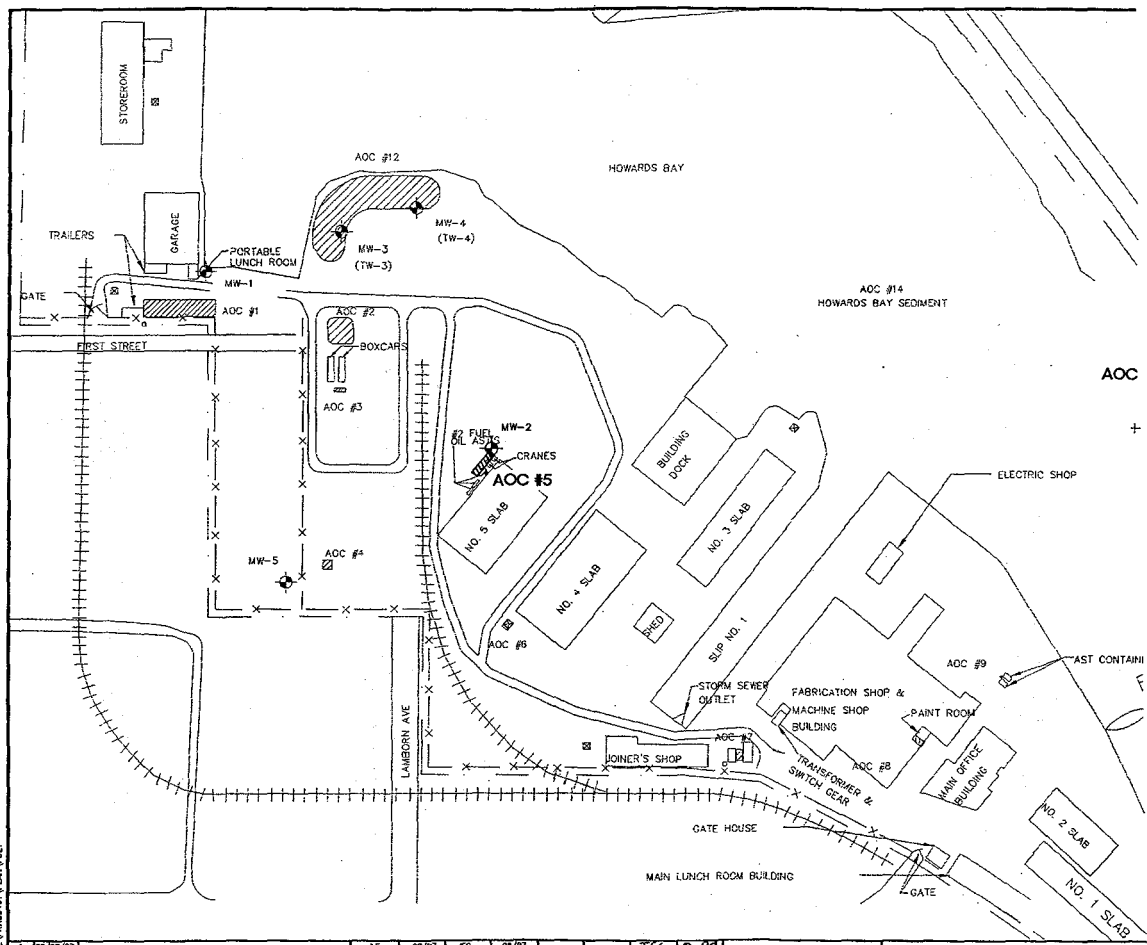 STOREROOM
AOC #12
HOWARDS BAY
MW-4
(TW-4)
GARAGE
TRAILERS
MW-3
(TW-3)
PORTABLE
LUNCH ROOM
MW-1
GATE
AOC #14
HOWARDS BAY SEDIMENT
AOC #1
AOC #2
FIRST STREET
BOXCARS
AOC
AOC #3
#2 FUEL
OIL ASTS
MW-2
CRANES
AOC #5
BUILDING
DOCK
ELECTRIC SHOP
NO. 5 SLAB
NO. 3 SLAB
AOC #4
MW-5
NO. 4 SLAB
SHED
AOC #6
SLIP NO. 1
AOC #9
AST CONTAIN
STORM SEWER
OUTLET
FABRICATION SHOP &
MACHINE SHOP
BUILDING
PAINT ROOM
LAMBORN AVE
AOC #7
JOINER'S SHOP
TRANSFORMER &
SWITCH GEAR
AOC #8
MAIN OFFICE
BUILDING
NO. 2 SLAB
GATE HOUSE
MAIN LUNCH ROOM BUILDING
GATE
NO. 1 SLAB